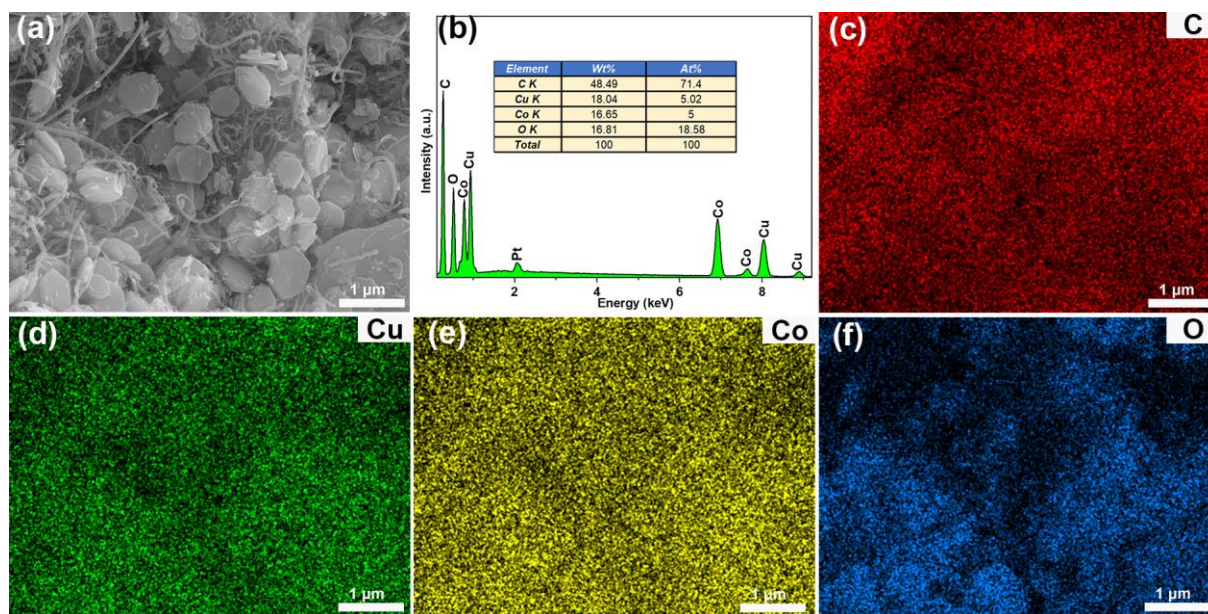 (a)
1 µm
(b)
Element Wt% At%
C K 48.49 71.4
Cu K 18.04 5.02
Co K 16.65 5
O K 16.81 18.58
Total 100 100
C
O
Co
Cu
Pt
Co
Co
Cu
Cu
Intensity (a.u.)
2 4 6 8
Energy (keV)
(c) C
1 µm
(d) Cu
1 µm
(e) Co
1 µm
(f) O
1 µm